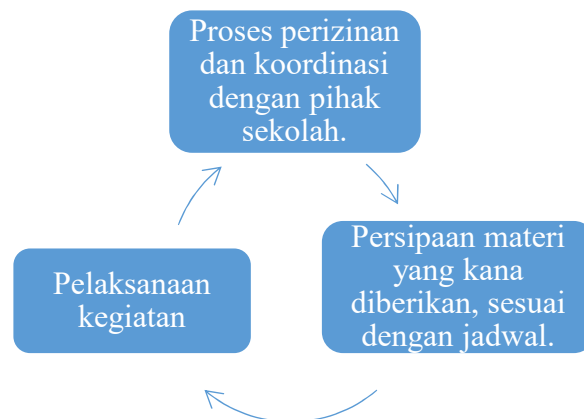 Proses perizinan
dan koordinasi
dengan pihak
sekolah.
Persipaan materi
yang kana
diberikan, sesuai
dengan jadwal.
Pelaksanaan
kegiatan